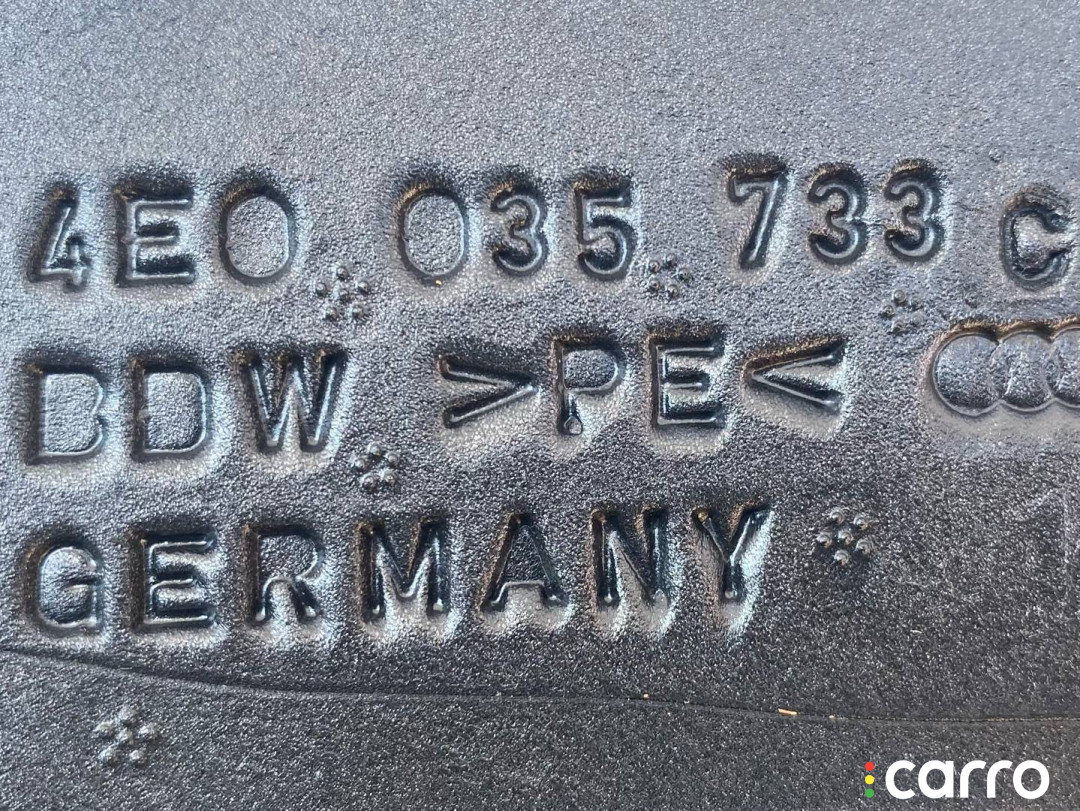 4E0 035 733 C
BDW >PE<
GERMANY
carro